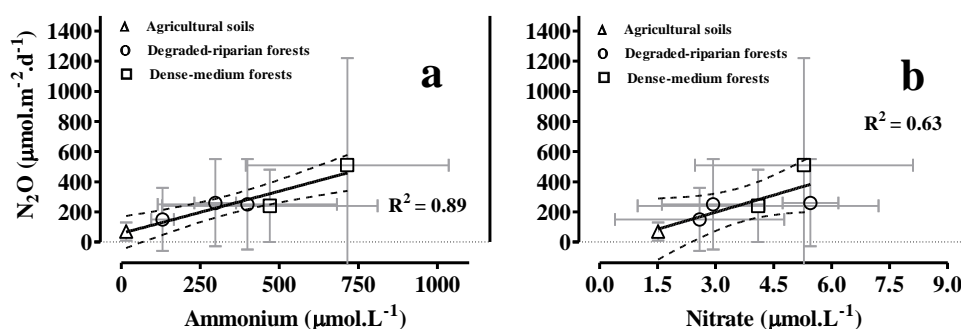 1400
1200
1000
800
600
400
200
0
N₂O (µmol.m⁻².d⁻¹)
Agricultural soils
Degraded-riparian forests
Dense-medium forests
a
R² = 0.89
0 250 500 750 1000
Ammonium (µmol.L⁻¹)
1400
1200
1000
800
600
400
200
0
Agricultural soils
Degraded-riparian forests
Dense-medium forests
b
R² = 0.63
0.0 1.5 3.0 4.5 6.0 7.5 9.0
Nitrate (µmol.L⁻¹)